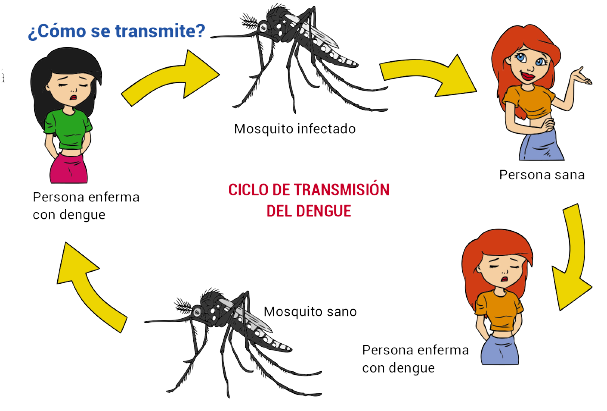 ¿Cómo se transmite?
Mosquito infectado
Persona sana
Persona enferma
con dengue
CICLO DE TRANSMISIÓN
DEL DENGUE
Mosquito sano
Persona enferma
con dengue